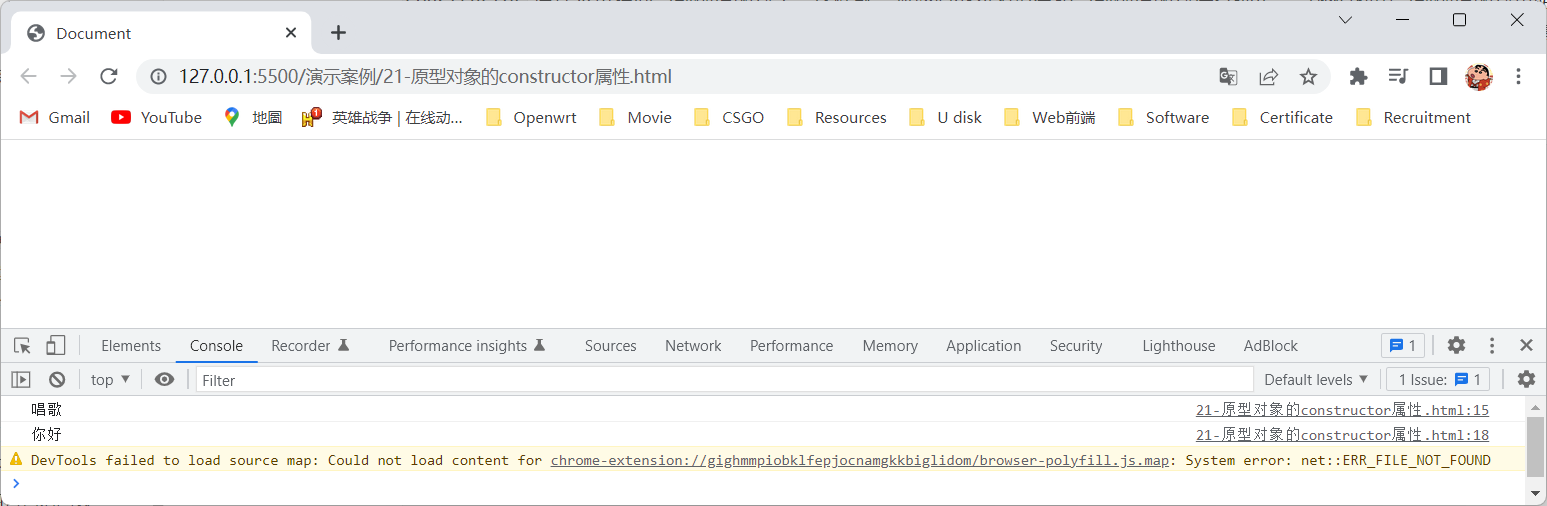 Document
127.0.0.1:5500/演示案例/21-原型对象的constructor属性.html
Gmail YouTube 地圖 英雄战争 | 在线动... Openwrt Movie CSGO Resources U disk Web前端 Software Certificate Recruitment
Elements Console Recorder Performance insights Sources Network Performance Memory Application Security Lighthouse AdBlock 1
top Filter Default levels 1 Issue: 1
唱歌 21-原型对象的constructor属性.html:15
你好 21-原型对象的constructor属性.html:18
DevTools failed to load source map: Could not load content for chrome-extension://gighmmpiobklfepjocnamgkkbiglidom/browser-polyfill.js.map: System error: net::ERR_FILE_NOT_FOUND